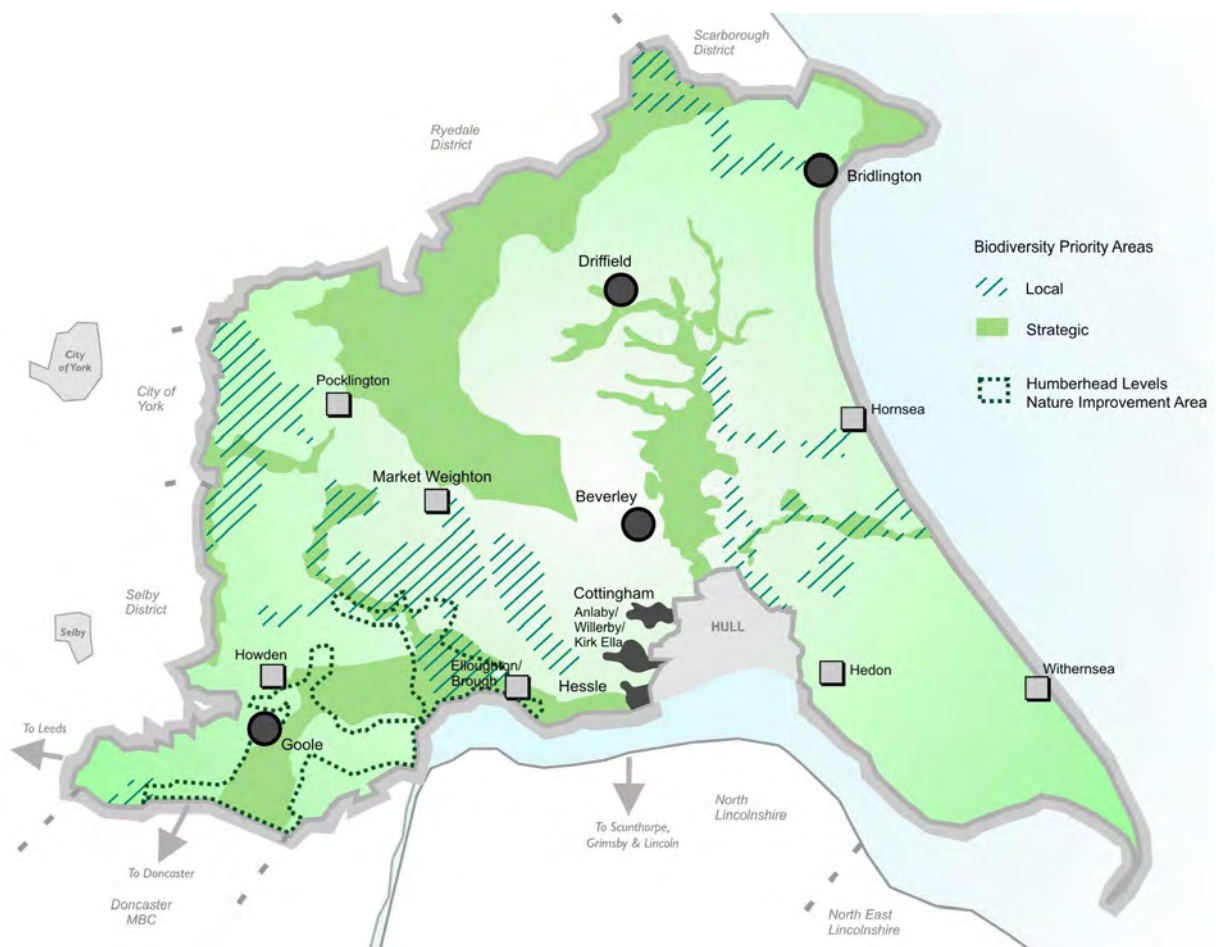 Scarborough
District
Ryedale
District
Bridlington
Biodiversity Priority Areas
Local
Strategic
Humberhead Levels
Nature Improvement Area
Driffield
City
of York
City of
York
Pocklington
Hornsea
Market Weighton
Beverley
Selby
District
Selby
Cottingham
Anlaby/
Willerby/
Kirk Ella
HULL
Howden
Elloughton/
Brough
Hessle
Hedon
Withernsea
To Leeds
Goole
To Doncaster
Doncaster
MBC
To Scunthorpe,
Grimsby & Lincoln
North
Lincolnshire
North East
Lincolnshire